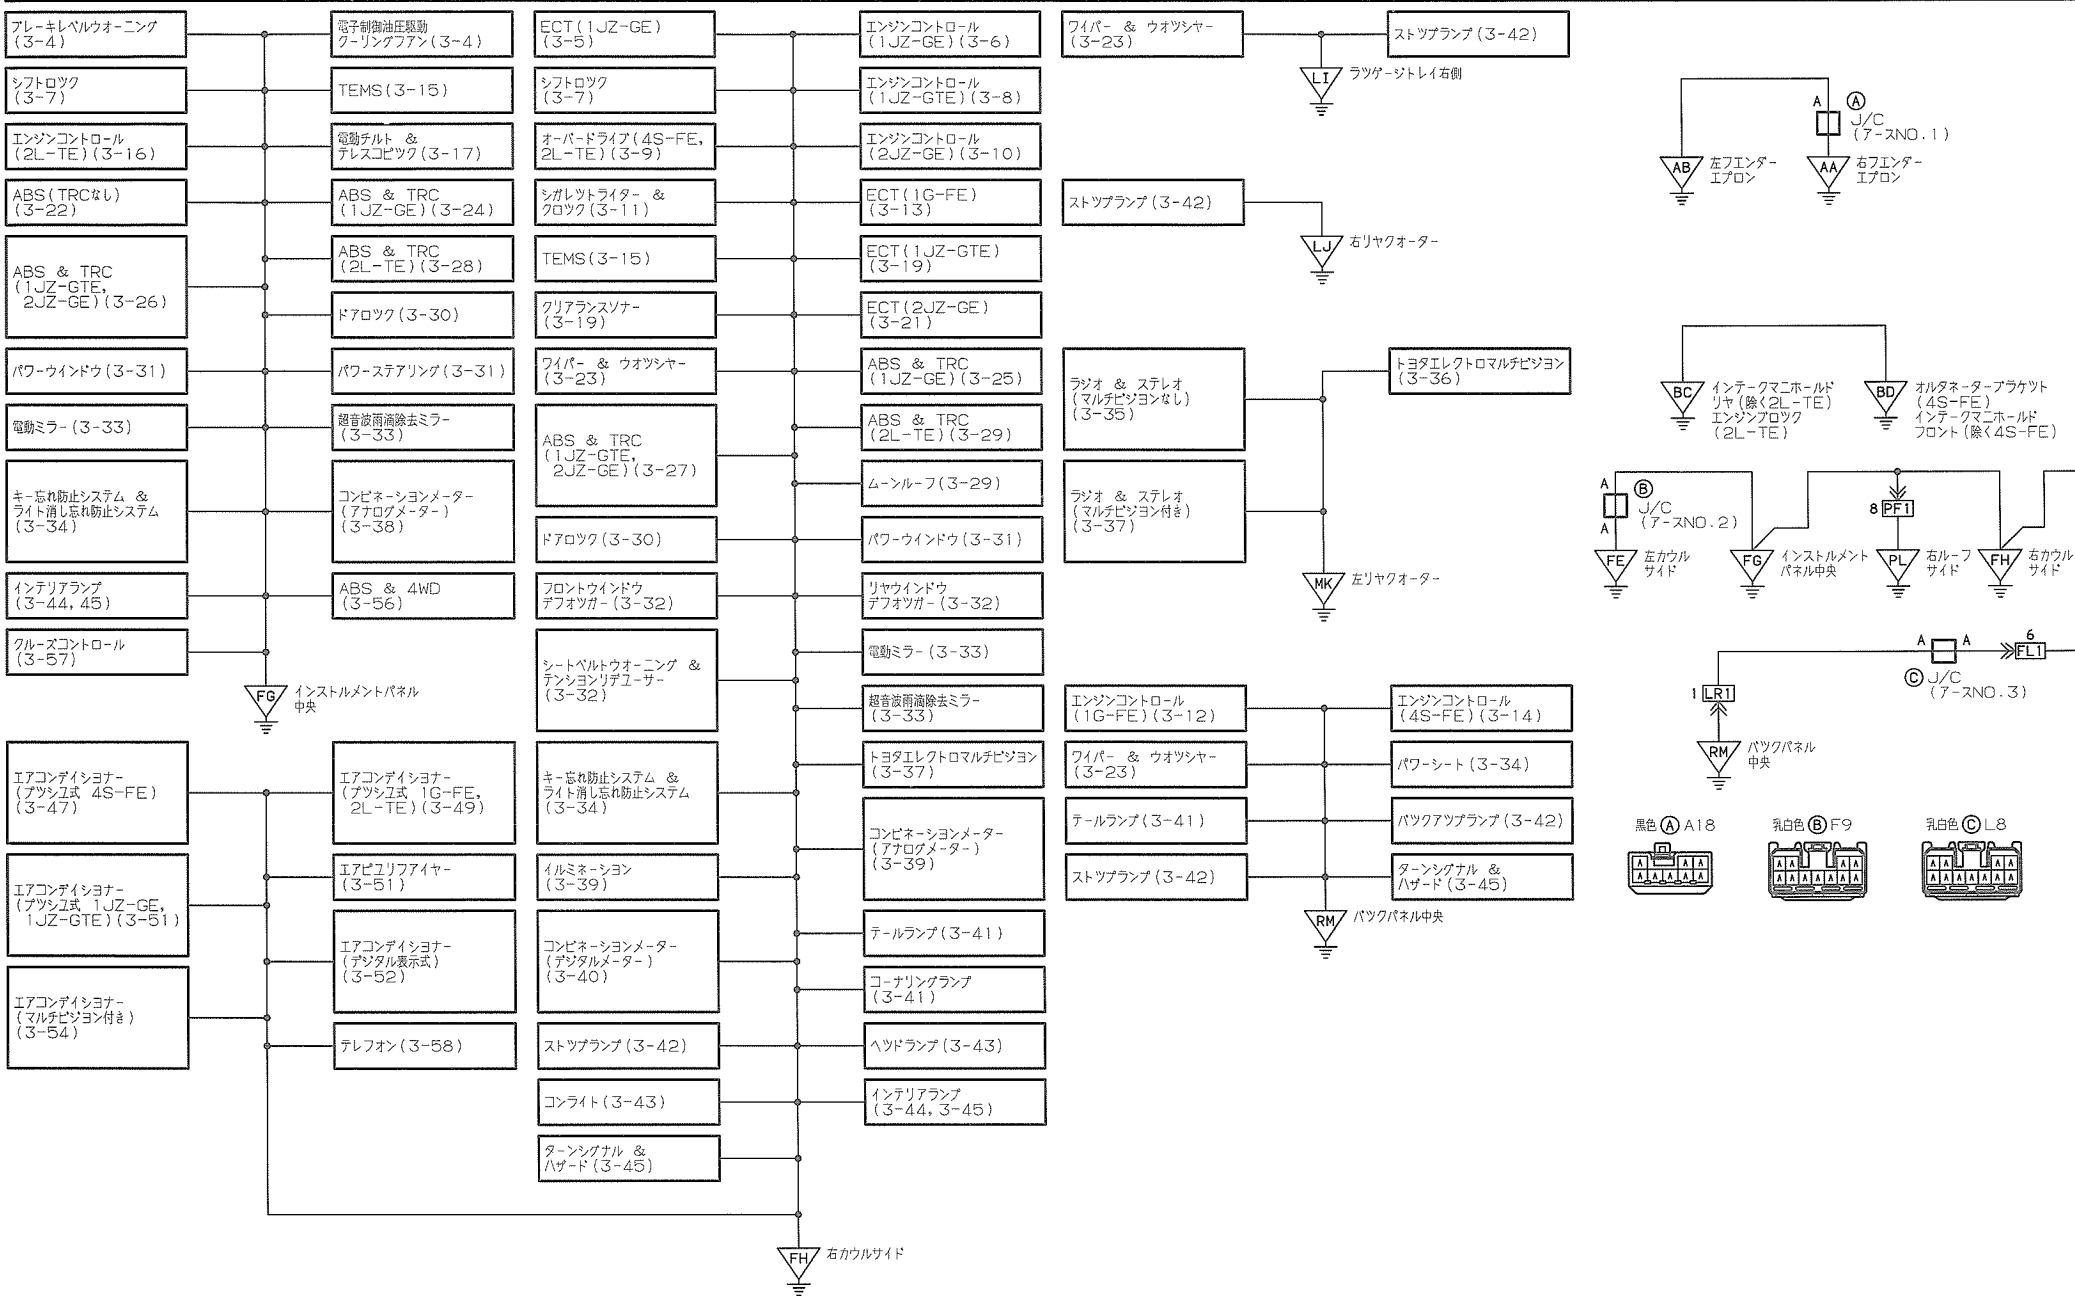 ブレーキレベルウオーニング
(3-4)
シフトロツク
(3-7)
エンジンコントロール
(2L-TE)(3-16)
ABS(TRCなし)
(3-22)
ABS & TRC
(1JZ-GTE,
2JZ-GE)(3-26)
パワーウインドウ(3-31)
電動ミラー(3-33)
キー忘れ防止システム &
ライト消し忘れ防止システム
(3-34)
インテリアランプ
(3-44,45)
クルーズコントロール
(3-57)
電子制御油圧駆動
クーリングフアン(3-4)
TEMS(3-15)
電動チルト &
テレスコピツク(3-17)
ABS & TRC
(1JZ-GE)(3-24)
ABS & TRC
(2L-TE)(3-28)
ドアロツク(3-30)
パワーステアリング(3-31)
超音波雨滴除去ミラー
(3-33)
コンビネーションメーター
(アナログメーター)
(3-38)
ABS & 4WD
(3-56)
FG
インストルメントパネル
中央
エアコンデイショナー
(プツシユ式 4S-FE)
(3-47)
エアコンデイショナー
(プツシユ式 1JZ-GE,
1JZ-GTE)(3-51)
エアコンデイショナー
(マルチビジョン付き)
(3-54)
エアコンデイショナー
(プツシユ式 1G-FE,
2L-TE)(3-49)
エアピユリフアイヤー
(3-51)
エアコンデイショナー
(デジタル表示式)
(3-52)
テレフオン(3-58)
ECT(1JZ-GE)
(3-5)
シフトロツク
(3-7)
オーバードライブ(4S-FE,
2L-TE)(3-9)
シガレツトライター &
クロツク(3-11)
TEMS(3-15)
クリアランスソナー
(3-19)
ワイパー & ウオツシヤー
(3-23)
ABS & TRC
(1JZ-GTE,
2JZ-GE)(3-27)
ドアロツク(3-30)
フロントウインドウ
デフオツガー(3-32)
シートベルトウオーニング &
テンションリデユーサー
(3-32)
キー忘れ防止システム &
ライト消し忘れ防止システム
(3-34)
イルミネーション
(3-39)
コンビネーションメーター
(デジタルメーター)
(3-40)
ストツプランプ(3-42)
コンライト(3-43)
ターンシグナル &
ハザード(3-45)
エンジンコントロール
(1JZ-GE)(3-6)
エンジンコントロール
(1JZ-GTE)(3-8)
エンジンコントロール
(2JZ-GE)(3-10)
ECT(1G-FE)
(3-13)
ECT(1JZ-GTE)
(3-19)
ECT(2JZ-GE)
(3-21)
ABS & TRC
(1JZ-GE)(3-25)
ABS & TRC
(2L-TE)(3-29)
ムーンルーフ(3-29)
パワーウインドウ(3-31)
リヤウインドウ
デフオツガー(3-32)
電動ミラー(3-33)
超音波雨滴除去ミラー
(3-33)
トヨタエレクトロマルチビジョン
(3-37)
コンビネーションメーター
(アナログメーター)
(3-39)
テールランプ(3-41)
コーナリングランプ
(3-41)
ヘツドランプ(3-43)
インテリアランプ
(3-44,3-45)
FH
右カウルサイド
ワイパー & ウオツシヤー
(3-23)
ストツプランプ(3-42)
LI
ラツゲージトレイ右側
ストツプランプ(3-42)
LJ
右リヤクオーター
ラジオ & ステレオ
(マルチビジョンなし)
(3-35)
トヨタエレクトロマルチビジョン
(3-36)
ラジオ & ステレオ
(マルチビジョン付き)
(3-37)
MK
左リヤクオーター
エンジンコントロール
(1G-FE)(3-12)
ワイパー & ウオツシヤー
(3-23)
テールランプ(3-41)
ストツプランプ(3-42)
エンジンコントロール
(4S-FE)(3-14)
パワーシート(3-34)
バツクアツプランプ(3-42)
ターンシグナル &
ハザード(3-45)
RM
バツクパネル中央
A
Ⓐ
J/C
(アースNO.1)
AB
左フエンダー
エプロン
AA
右フエンダー
エプロン
BC
インテークマニホールド
リヤ(除く2L-TE)
エンジンブロツク
(2L-TE)
BD
オルタネーターブラケツト
(4S-FE)
インテークマニホールド
フロント(除く4S-FE)
A
Ⓑ
J/C
(アースNO.2)
A
8 PF1
FE
左カウル
サイド
FG
インストルメント
パネル中央
PL
右ルーフ
サイド
FH
右カウル
サイド
A A
6
FL1
Ⓒ J/C
(アースNO.3)
1 LR1
RM
バツクパネル
中央
黒色 Ⓐ A18
A A A
A A A A A
乳白色 Ⓑ F9
A A A A
A A A A A A A
乳白色 Ⓒ L8
A A A A
A A A A A A A